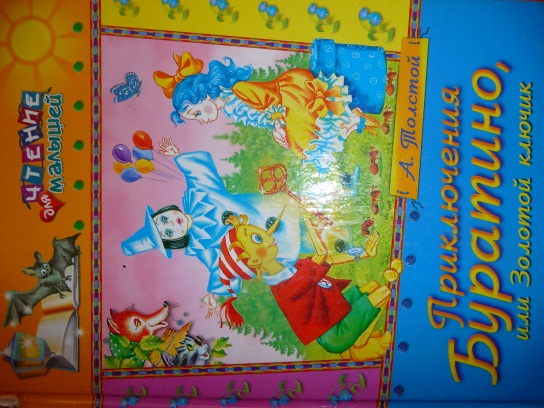 ЧТЕНИЕ
для малышей
А. Толстой
Приключения
Буратино,
или Золотой ключик